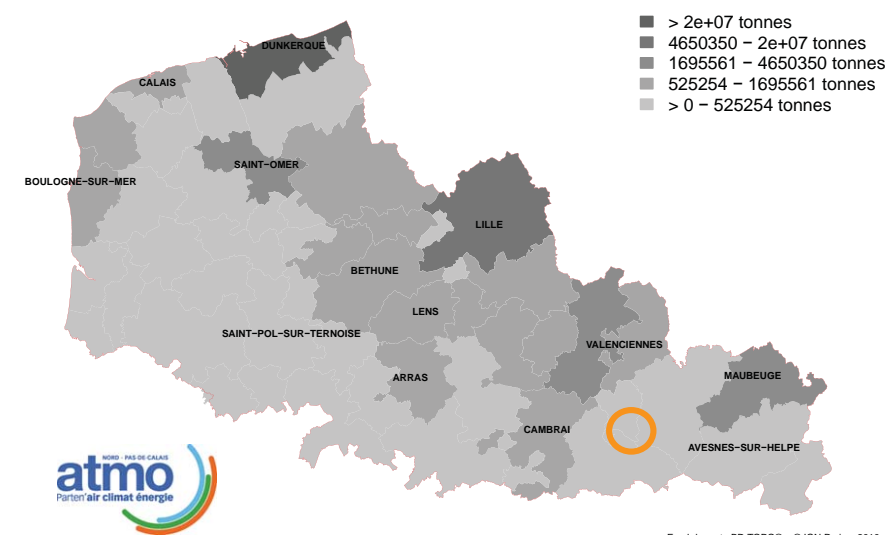 > 2e+07 tonnes
4650350 − 2e+07 tonnes
1695561 − 4650350 tonnes
525254 − 1695561 tonnes
> 0 − 525254 tonnes
DUNKERQUE
CALAIS
SAINT−OMER
BOULOGNE−SUR−MER
LILLE
BETHUNE
LENS
SAINT−POL−SUR−TERNOISE
VALENCIENNES
ARRAS
MAUBEUGE
CAMBRAI
AVESNES−SUR−HELPE
NORD - PAS DE CALAIS
atmo
Parten'air climat énergie